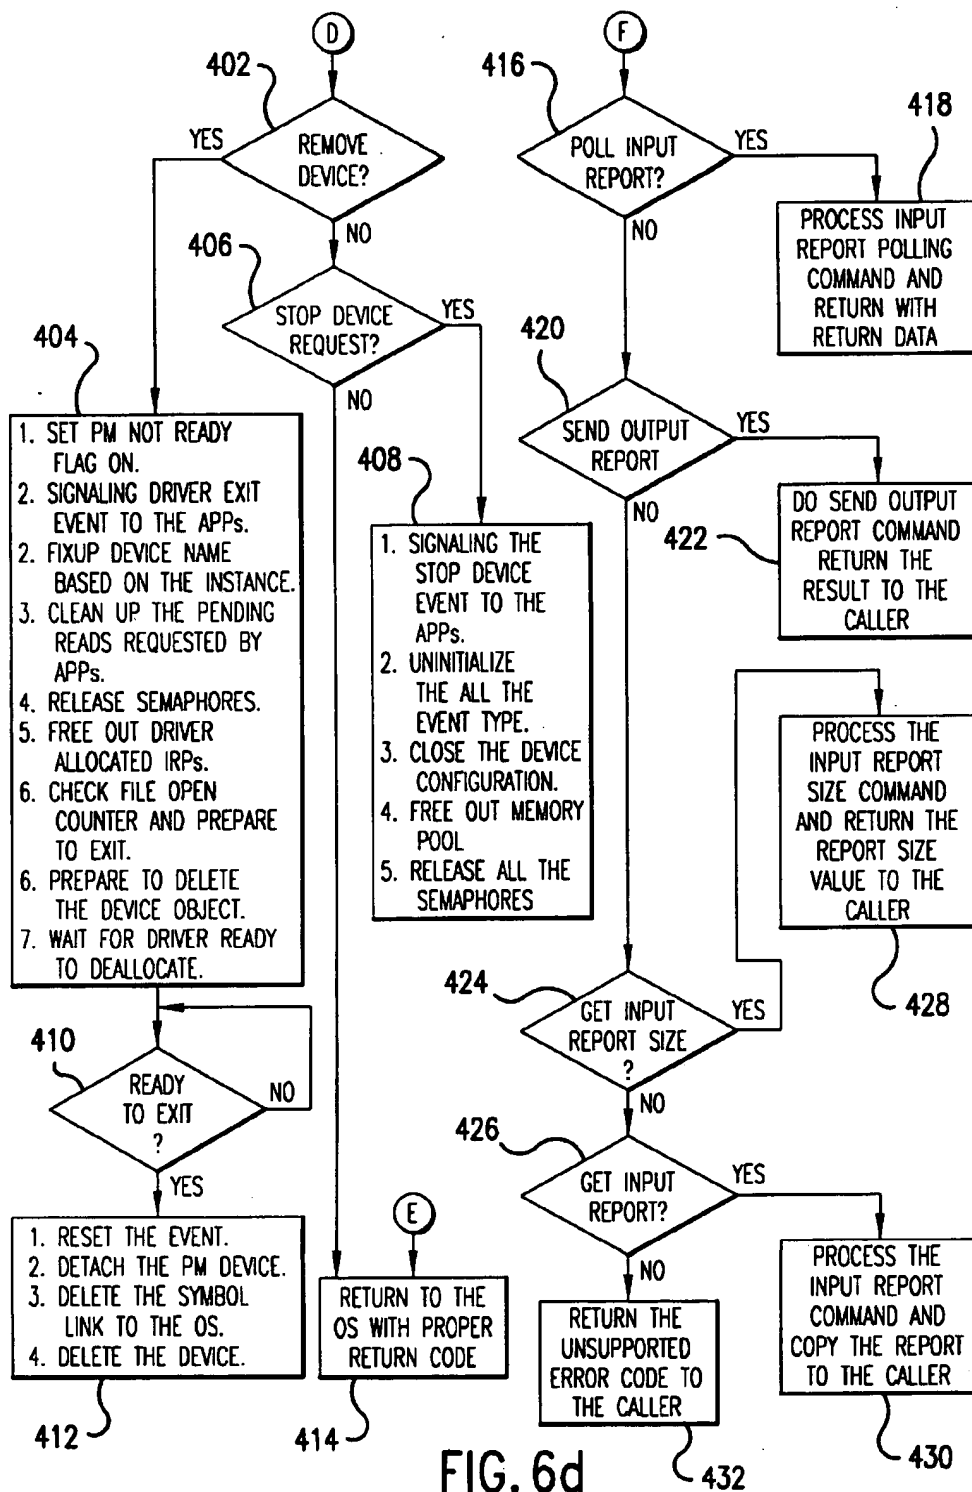 D
402
YES
REMOVE
DEVICE?
NO
406
STOP DEVICE
REQUEST?
YES
NO
404
1. SET PM NOT READY
FLAG ON.
2. SIGNALING DRIVER EXIT
EVENT TO THE APPs.
2. FIXUP DEVICE NAME
BASED ON THE INSTANCE.
3. CLEAN UP THE PENDING
READS REQUESTED BY
APPs.
4. RELEASE SEMAPHORES.
5. FREE OUT DRIVER
ALLOCATED IRPs.
6. CHECK FILE OPEN
COUNTER AND PREPARE
TO EXIT.
6. PREPARE TO DELETE
THE DEVICE OBJECT.
7. WAIT FOR DRIVER READY
TO DEALLOCATE.
408
1. SIGNALING THE
STOP DEVICE
EVENT TO THE
APPs.
2. UNINITIALIZE
THE ALL THE
EVENT TYPE.
3. CLOSE THE DEVICE
CONFIGURATION.
4. FREE OUT MEMORY
POOL
5. RELEASE ALL THE
SEMAPHORES
410
READY
TO EXIT
?
NO
YES
1. RESET THE EVENT.
2. DETACH THE PM DEVICE.
3. DELETE THE SYMBOL
LINK TO THE OS.
4. DELETE THE DEVICE.
412
E
RETURN TO THE
OS WITH PROPER
RETURN CODE
414
F
416
POLL INPUT
REPORT?
YES
NO
418
PROCESS INPUT
REPORT POLLING
COMMAND AND
RETURN WITH
RETURN DATA
420
SEND OUTPUT
REPORT
YES
NO
DO SEND OUTPUT
REPORT COMMAND
RETURN THE
RESULT TO THE
CALLER
422
424
GET INPUT
REPORT SIZE
?
YES
NO
PROCESS THE
INPUT REPORT
SIZE COMMAND
AND RETURN THE
REPORT SIZE
VALUE TO THE
CALLER
428
426
GET INPUT
REPORT?
YES
NO
PROCESS THE
INPUT REPORT
COMMAND AND
COPY THE REPORT
TO THE CALLER
430
RETURN THE
UNSUPPORTED
ERROR CODE TO
THE CALLER
432
FIG. 6d